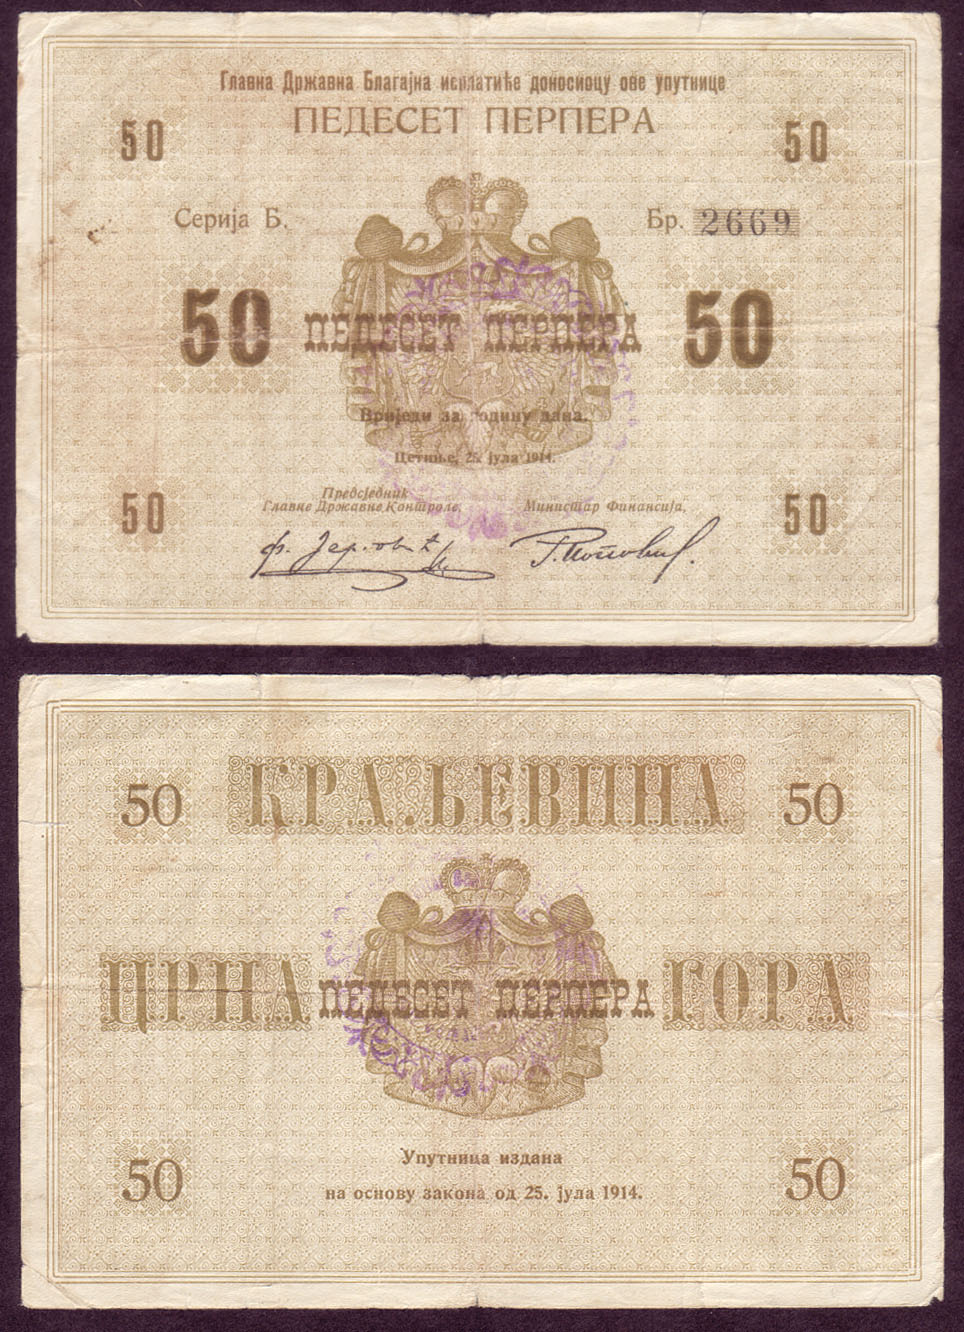 Главна Државна Благајна исплатиће доносиоцу ове упутнице
ПЕДЕСЕТ ПЕРПЕРА
50 50
Серија Б. Бр. 2669
50 ПЕДЕСЕТ ПЕРПЕРА 50
Вриједи за годину дана.
Цетиње, 25. јула 1914.
Предсједник
Главне Државне Контроле, Министар Финансија,
50 50
КРАЉЕВИНА
50 50
ЦРНА ПЕДЕСЕТ ПЕРПЕРА ГОРА
Упутница издана
50 50
на основу закона од 25. јула 1914.